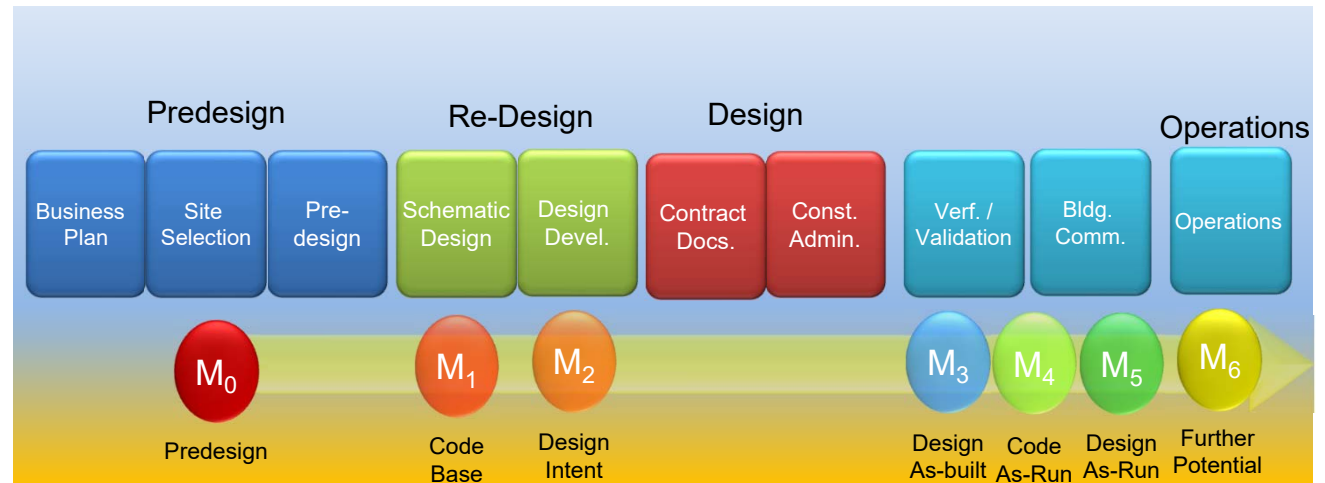 Predesign
Re-Design
Design
Operations
Business
Plan
Site
Selection
Pre-
design
Schematic
Design
Design
Devel.
Contract
Docs.
Const.
Admin.
Verf. /
Validation
Bldg.
Comm.
Operations
M0
M1
M2
M3
M4
M5
M6
Predesign
Code
Base
Design
Intent
Design
As-built
Code
As-Run
Design
As-Run
Further
Potential